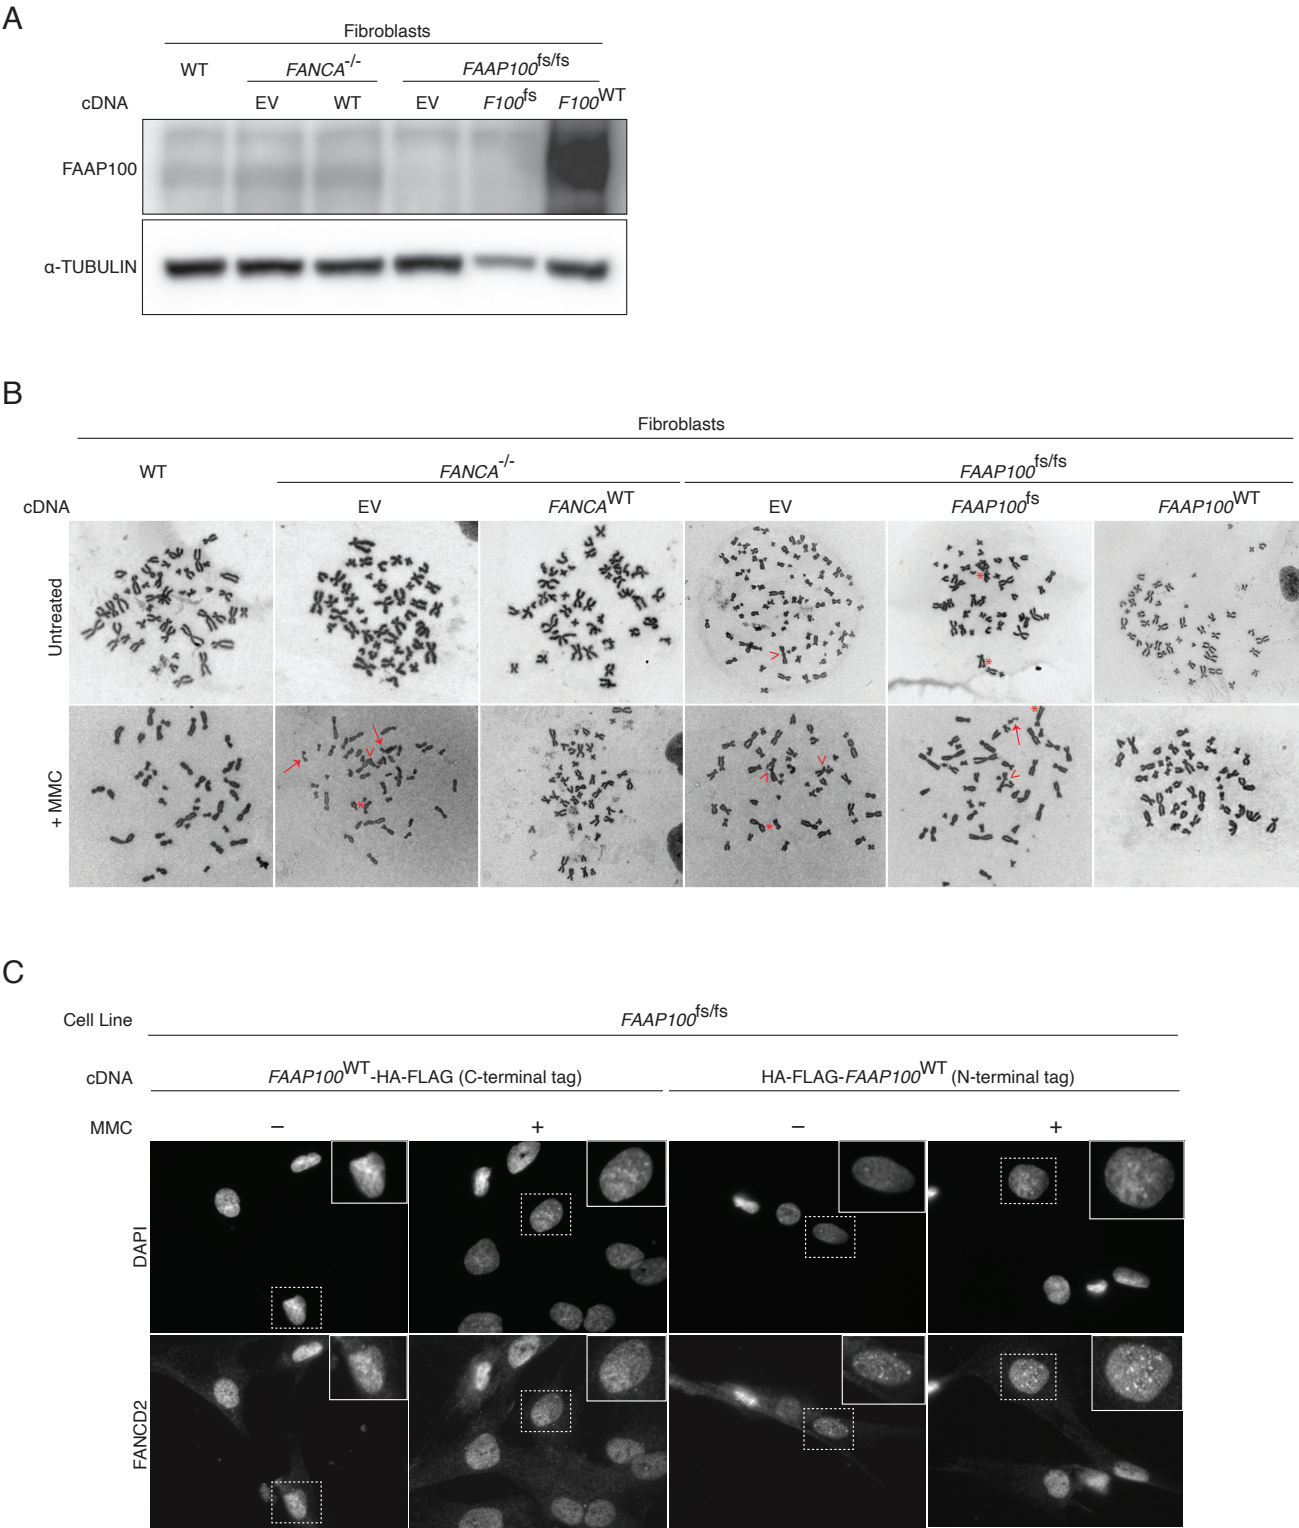 A
Fibroblasts
WT FANCA-/- FAAP100fs/fs
cDNA EV WT EV F100fs F100WT
FAAP100
α-TUBULIN
B
Fibroblasts
WT FANCA-/- FAAP100fs/fs
cDNA EV FANCAWT EV FAAP100fs FAAP100WT
Untreated
+ MMC
C
Cell Line FAAP100fs/fs
cDNA FAAP100WT-HA-FLAG (C-terminal tag) HA-FLAG-FAAP100WT (N-terminal tag)
MMC − + − +
DAPI
FANCD2